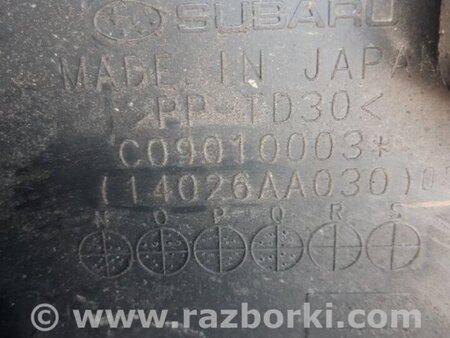 SUBARU
MADE IN JAPAN
>PP-TD30<
C09010003*
(14026AA030)
N O P Q R S
© www.razborki.com